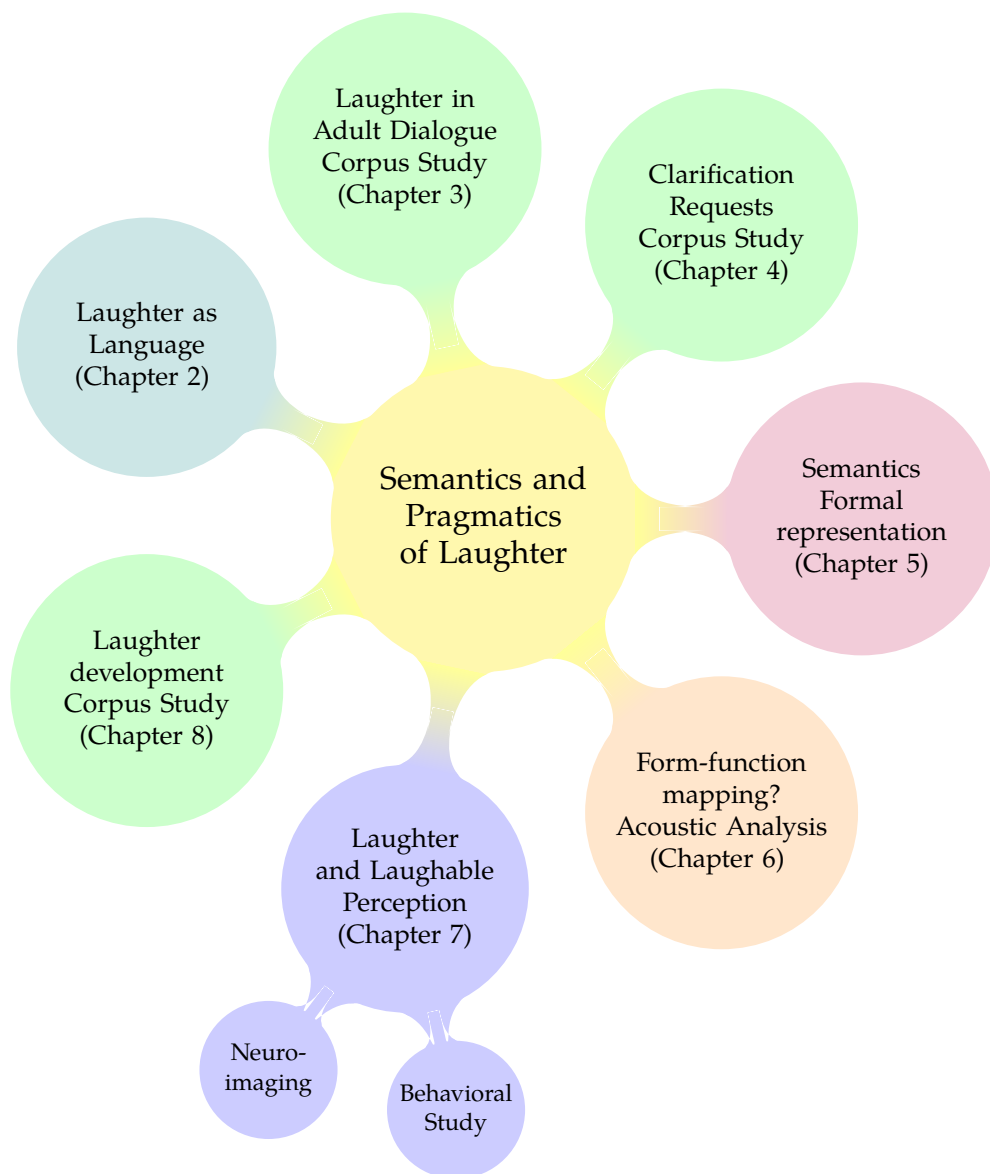 Laughter in
Adult Dialogue
Corpus Study
(Chapter 3)
Clarification
Requests
Corpus Study
(Chapter 4)
Laughter as
Language
(Chapter 2)
Semantics and
Pragmatics
of Laughter
Semantics
Formal
representation
(Chapter 5)
Laughter
development
Corpus Study
(Chapter 8)
Form-function
mapping?
Acoustic Analysis
(Chapter 6)
Laughter
and Laughable
Perception
(Chapter 7)
Neuro-
imaging
Behavioral
Study